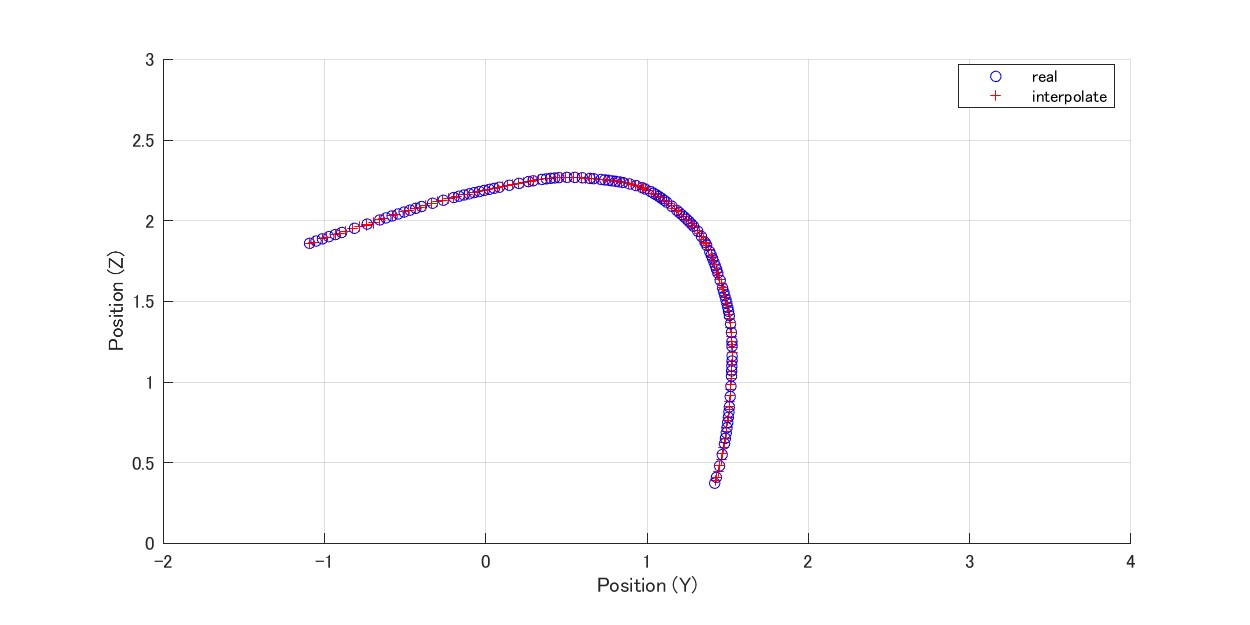 real
interpolate
3
2.5
2
1.5
1
0.5
0
Position (Z)
−2 −1 0 1 2 3 4
Position (Y)